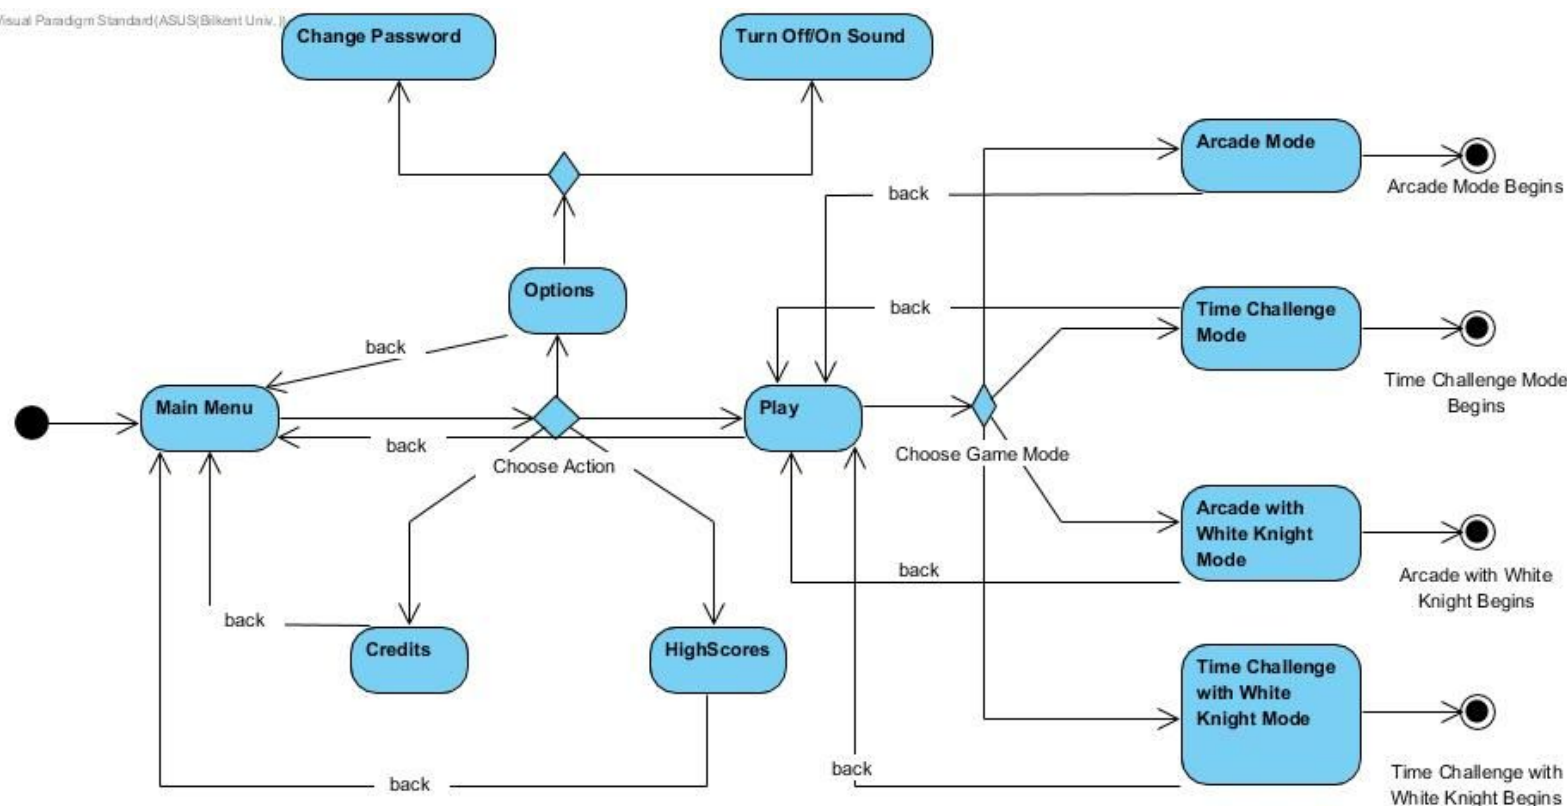 Visual Paradigm Standard(ASUS(Bilkent Univ.))
Change Password
Turn Off/On Sound
Arcade Mode
Arcade Mode Begins
back
Options
back
Time Challenge
Mode
Time Challenge Mode
Begins
back
Main Menu
Play
back
Choose Action
Choose Game Mode
Arcade with
White Knight
Mode
back
Arcade with White
Knight Begins
back
Credits
HighScores
Time Challenge
with White
Knight Mode
back
back
Time Challenge with
White Knight Begins